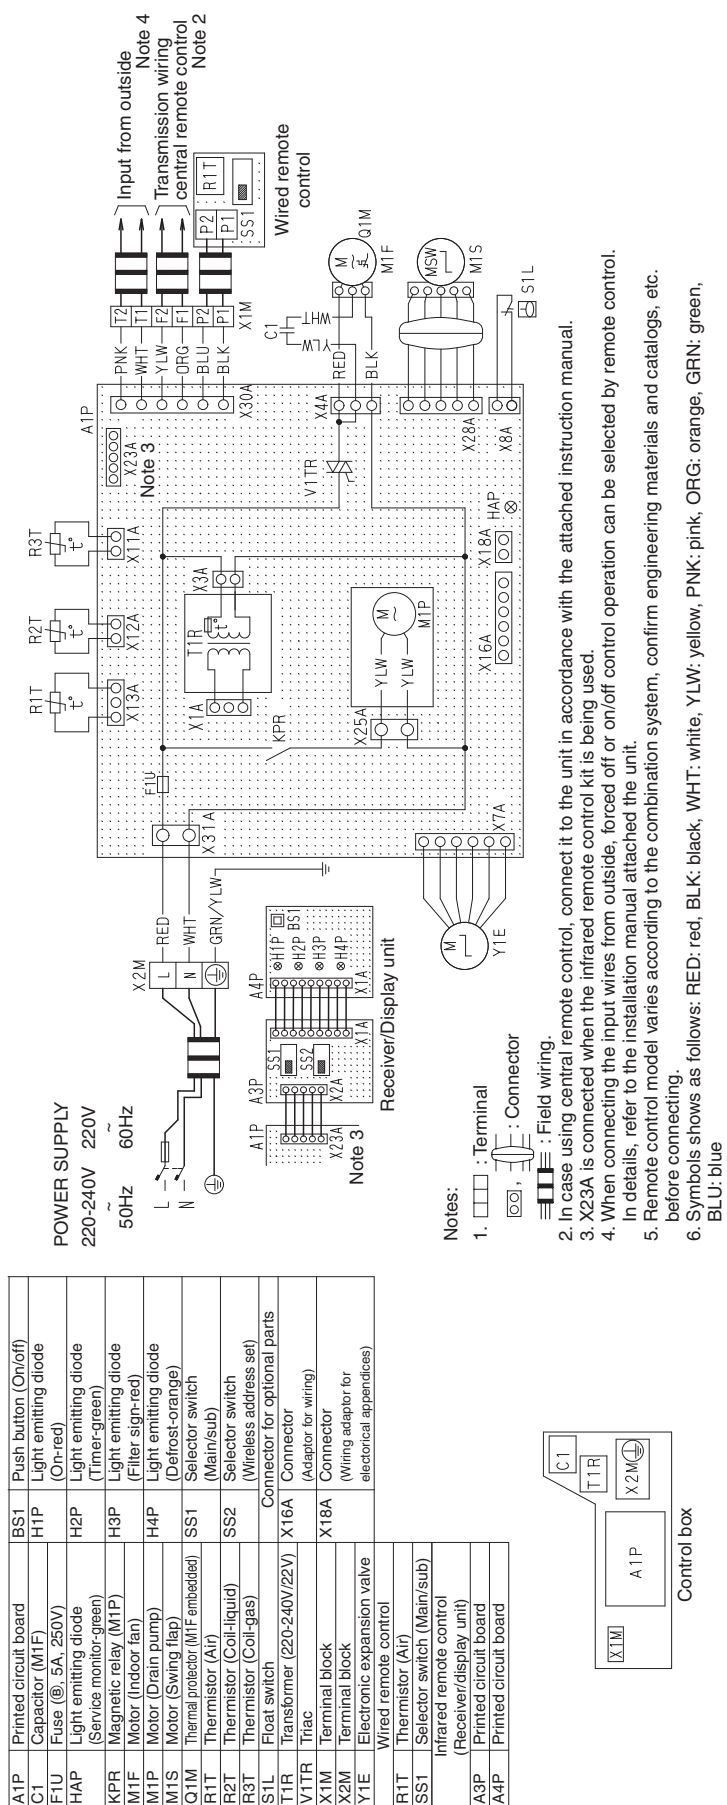 A1P Printed circuit board
C1 Capacitor (M1F)
F1U Fuse (Ⓑ, 5A, 250V)
HAP Light emitting diode
(Service monitor-green)
KPR Magnetic relay (M1P)
M1F Motor (Indoor fan)
M1P Motor (Drain pump)
M1S Motor (Swing flap)
Q1M Thermal protector (M1F embedded)
R1T Thermistor (Air)
R2T Thermistor (Coil-liquid)
R3T Thermistor (Coil-gas)
S1L Float switch
T1R Transformer (220-240V/22V)
V1TR Triac
X1M Terminal block
X2M Terminal block
Y1E Electronic expansion valve
Wired remote control
R1T Thermistor (Air)
SS1 Selector switch (Main/sub)
Infrared remote control
(Receiver/display unit)
A3P Printed circuit board
A4P Printed circuit board
BS1 Push button (On/off)
H1P Light emitting diode
(On-red)
H2P Light emitting diode
(Timer-green)
H3P Light emitting diode
(Filter sign-red)
H4P Light emitting diode
(Defrost-orange)
SS1 Selector switch
(Main/sub)
SS2 Selector switch
(Wireless address set)
Connector for optional parts
X16A Connector
(Adaptor for wiring)
X18A Connector
(Wiring adaptor for
electorical appendices)
X1M
A1P
C1
T1R
X2M
Control box
POWER SUPPLY
220-240V 220V
~ ~
50Hz 60Hz
L
N
X2M
L
N
RED
WHT
GRN/YLW
X31A
F1U
KPR
X1A
T1R
t°
X3A
X25A
YLW
YLW
M
~
M1P
R1T
t°
X13A
R2T
t°
X12A
R3T
t°
X11A
A1P
X23A
Note 3
X30A
PNK
WHT
YLW
ORG
BLU
BLK
T2
T1
F2
F1
P2
P1
X1M
Input from outside
Note 4
Transmission wiring
central remote control
Note 2
P2
P1
R1T
SS1
Wired remote
control
V1TR
X4A
RED
YLW
C1
WHT
BLK
M
~
Q1M
M1F
X28A
MSW
M1S
X8A
S1L
X16A
X18A
HAP
X7A
M
Y1E
A1P
X23A
Note 3
A3P
X2A
SS1
SS2
X1A
A4P
X1A
H1P
H2P
H3P
H4P
BS1
Receiver/Display unit
Notes:
1. : Terminal
, : Connector
: Field wiring.
2. In case using central remote control, connect it to the unit in accordance with the attached instruction manual.
3. X23A is connected when the infrared remote control kit is being used.
4. When connecting the input wires from outside, forced off or on/off control operation can be selected by remote control.
In details, refer to the installation manual attached the unit.
5. Remote control model varies according to the combination system, confirm engineering materials and catalogs, etc.
before connecting.
6. Symbols shows as follows: RED: red, BLK: black, WHT: white, YLW: yellow, PNK: pink, ORG: orange, GRN: green,
BLU: blue